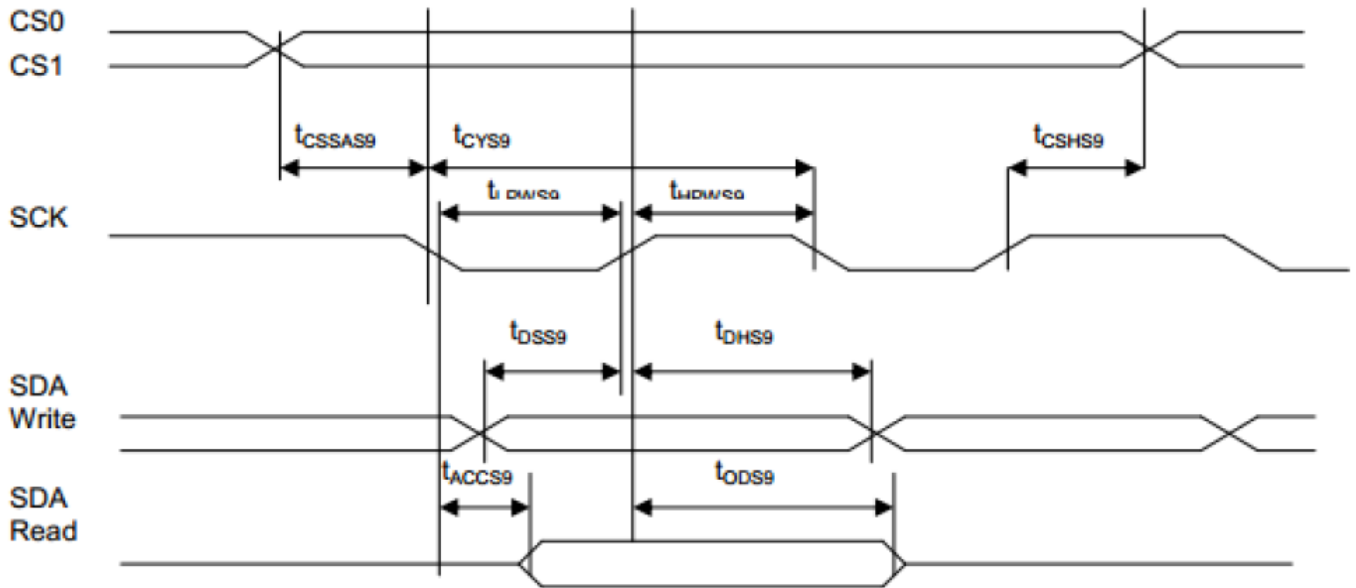 CS0
CS1
tCSSAS9
tCYS9
tCSHS9
SCK
tDSS9
tDHS9
SDA
Write
tACCS9
tODS9
SDA
Read